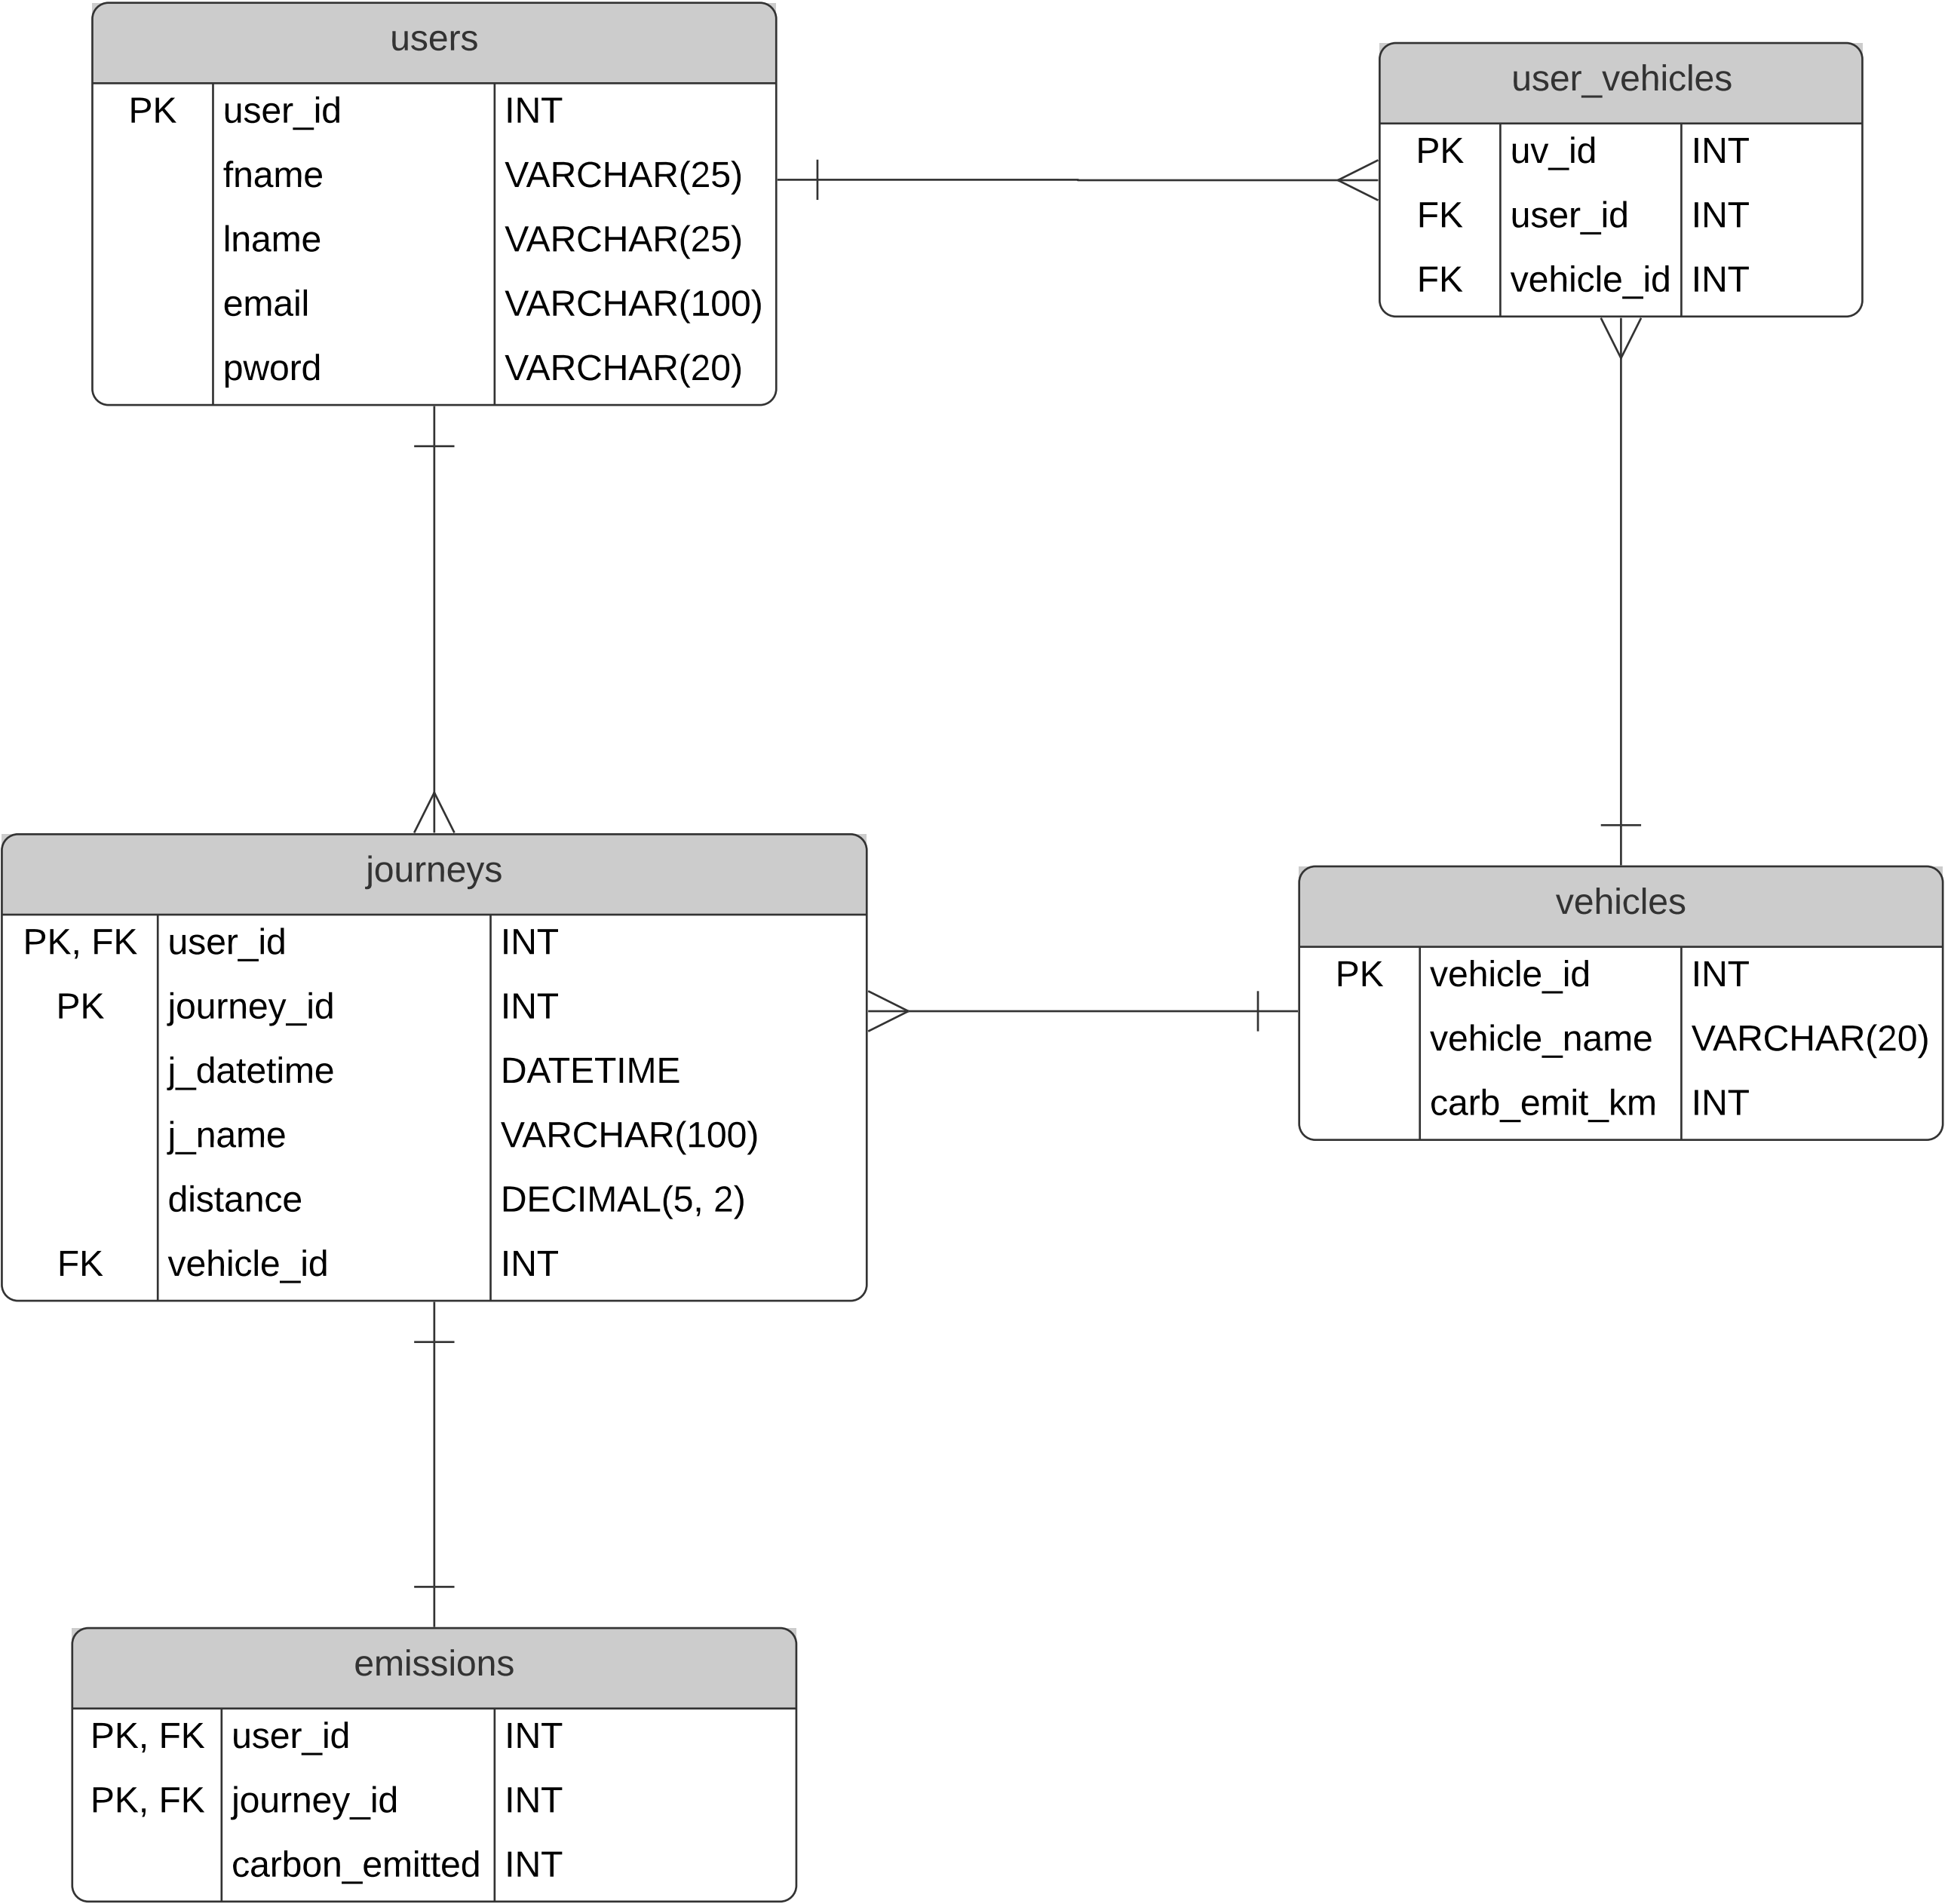 users
PK user_id INT
fname VARCHAR(25)
lname VARCHAR(25)
email VARCHAR(100)
pword VARCHAR(20)
user_vehicles
PK uv_id INT
FK user_id INT
FK vehicle_id INT
journeys
PK, FK user_id INT
PK journey_id INT
j_datetime DATETIME
j_name VARCHAR(100)
distance DECIMAL(5, 2)
FK vehicle_id INT
vehicles
PK vehicle_id INT
vehicle_name VARCHAR(20)
carb_emit_km INT
emissions
PK, FK user_id INT
PK, FK journey_id INT
carbon_emitted INT